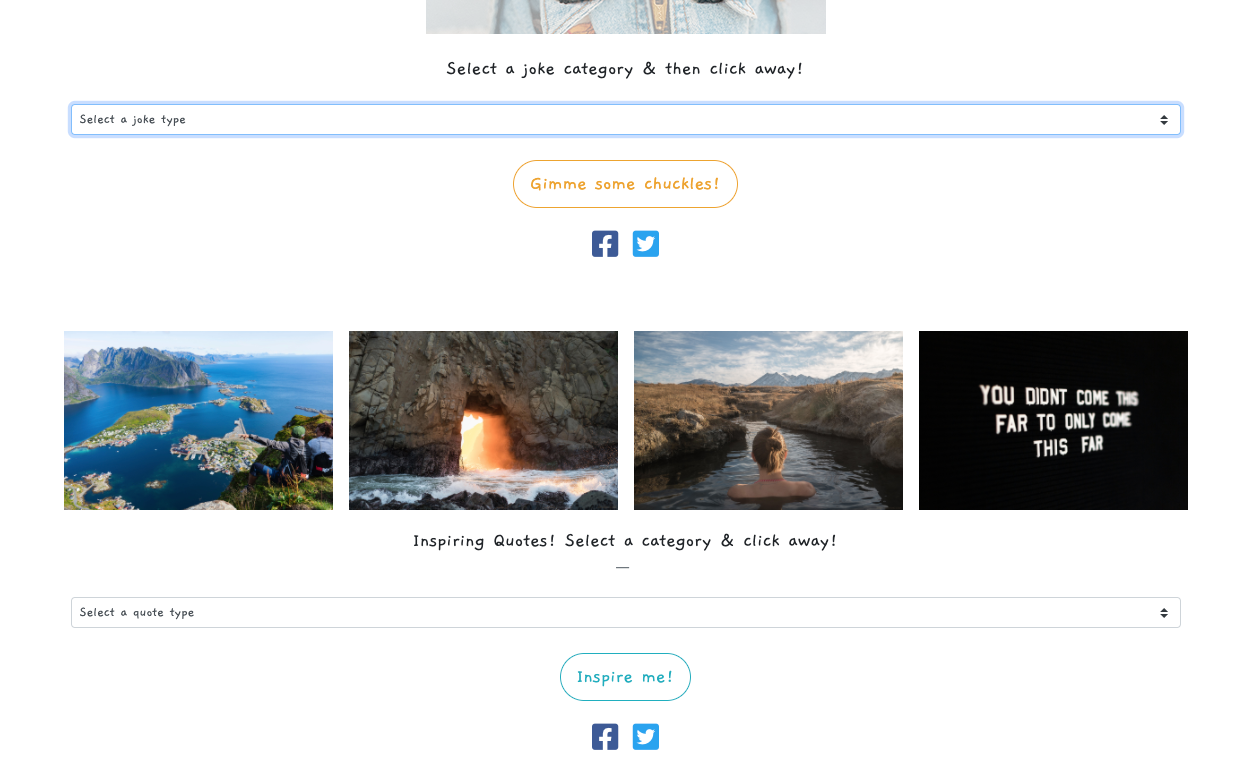 Select a joke category & then click away!
Select a joke type
Gimme some chuckles!
YOU DIDNT COME THIS
FAR TO ONLY COME
THIS FAR
Inspiring Quotes! Select a category & click away!
—
Select a quote type
Inspire me!